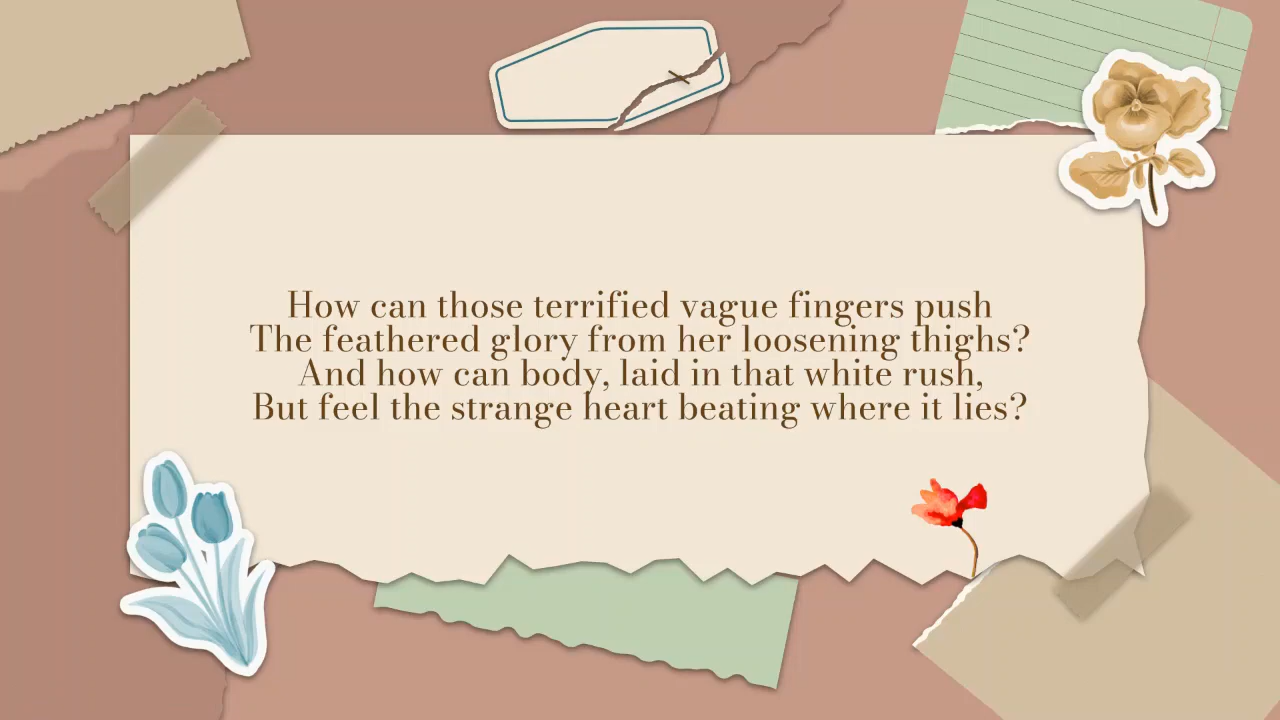 How can those terrified vague fingers push
The feathered glory from her loosening thighs?
And how can body, laid in that white rush,
But feel the strange heart beating where it lies?